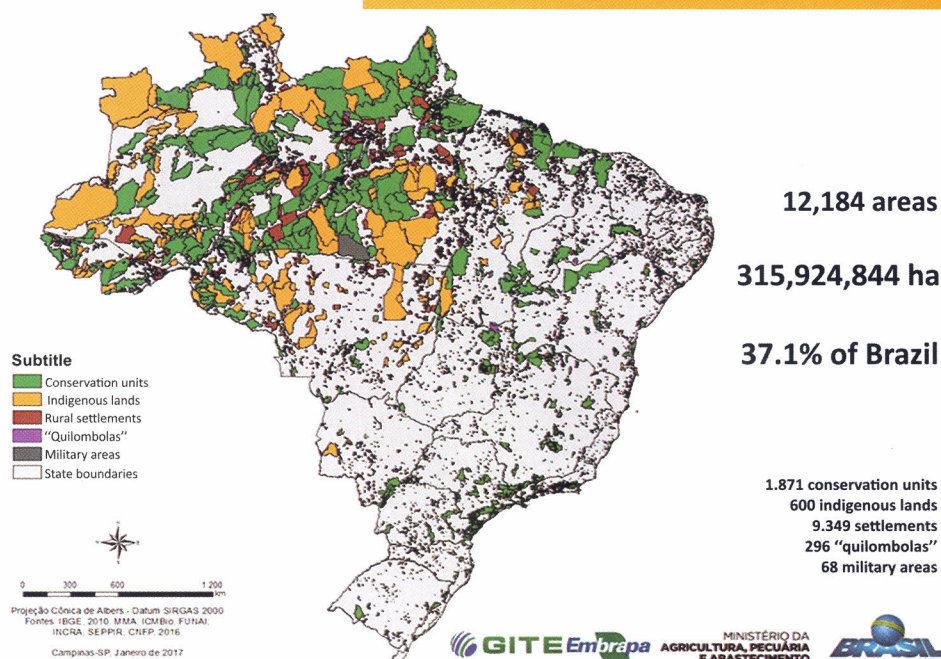 12,184 areas
315,924,844 ha
37.1% of Brazil
Subtitle
Conservation units
Indigenous lands
Rural settlements
"Quilombolas"
Military areas
State boundaries
1.871 conservation units
600 indigenous lands
9.349 settlements
296 "quilombolas"
68 military areas
0 300 600 1.200
km
Projeção Cônica de Albers - Datum SIRGAS 2000
Fontes: IBGE, 2010. MMA, ICMBio, FUNAI,
INCRA, SEPPIR, CNFP, 2016
Campinas-SP, Janeiro de 2017
GITE Embrapa
MINISTÉRIO DA
AGRICULTURA, PECUÁRIA
E ABASTECIMENTO
BRASIL